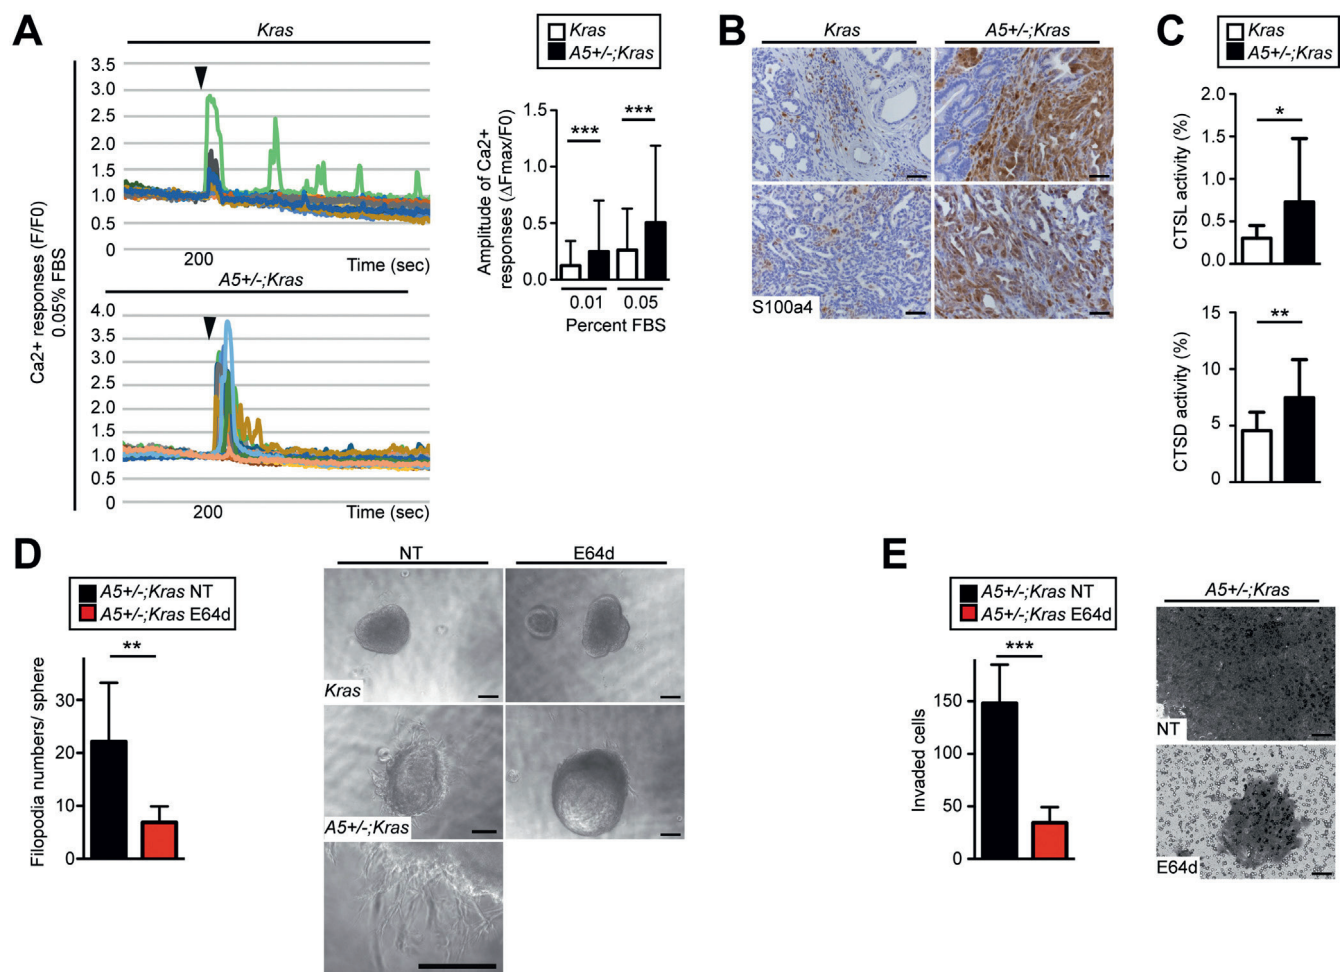 A
Kras
Ca2+ responses (F/F0)
0.05% FBS
3.5
3.0
2.5
2.0
1.5
1.0
0.5
0
200
Time (sec)
A5+/-;Kras
4.0
3.5
3.0
2.5
2.0
1.5
1.0
0.5
0
200
Time (sec)
Kras
A5+/-;Kras
Amplitude of Ca2+
responses (ΔFmax/F0)
1.5
1.0
0.5
0.0
***
***
0.01
0.05
Percent FBS
B
Kras
A5+/-;Kras
S100a4
C
Kras
A5+/-;Kras
CTSL activity (%)
2.0
1.5
1.0
0.5
0.0
*
CTSD activity (%)
15
10
5
0
**
D
A5+/-;Kras NT
A5+/-;Kras E64d
Filopodia numbers/ sphere
30
20
10
0
**
NT
E64d
Kras
A5+/-;Kras
E
A5+/-;Kras NT
A5+/-;Kras E64d
Invaded cells
150
100
50
0
***
A5+/-;Kras
NT
E64d